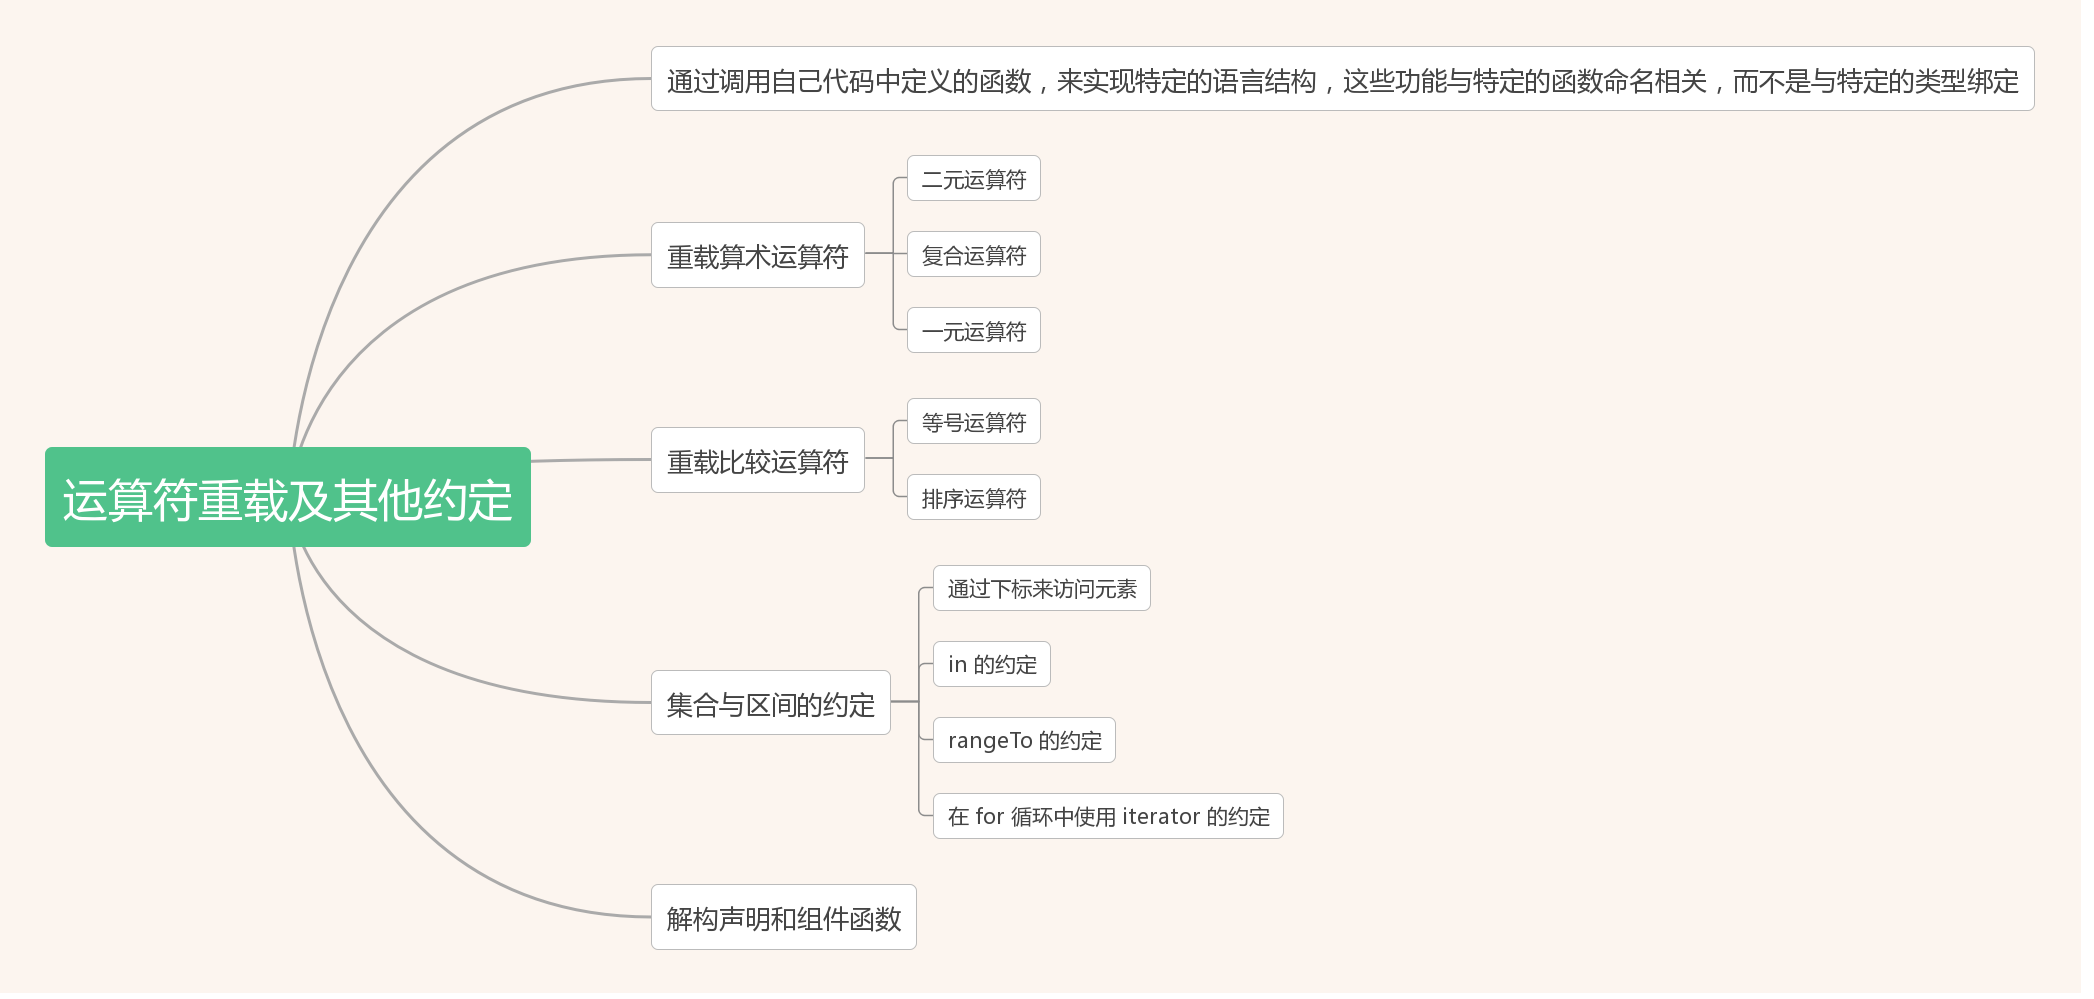 通过调用自己代码中定义的函数，来实现特定的语言结构，这些功能与特定的函数命名相关，而不是与特定的类型绑定
二元运算符
重载算术运算符
复合运算符
一元运算符
等号运算符
重载比较运算符
排序运算符
运算符重载及其他约定
通过下标来访问元素
in 的约定
集合与区间的约定
rangeTo 的约定
在 for 循环中使用 iterator 的约定
解构声明和组件函数